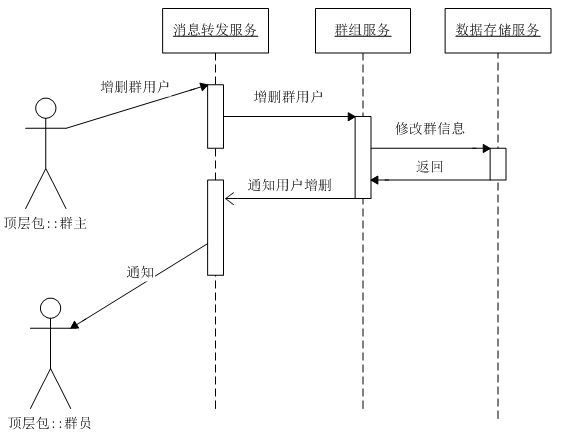 消息转发服务
群组服务
数据存储服务
增删群用户
增删群用户
修改群信息
返回
通知用户增删
顶层包::群主
通知
顶层包::群员